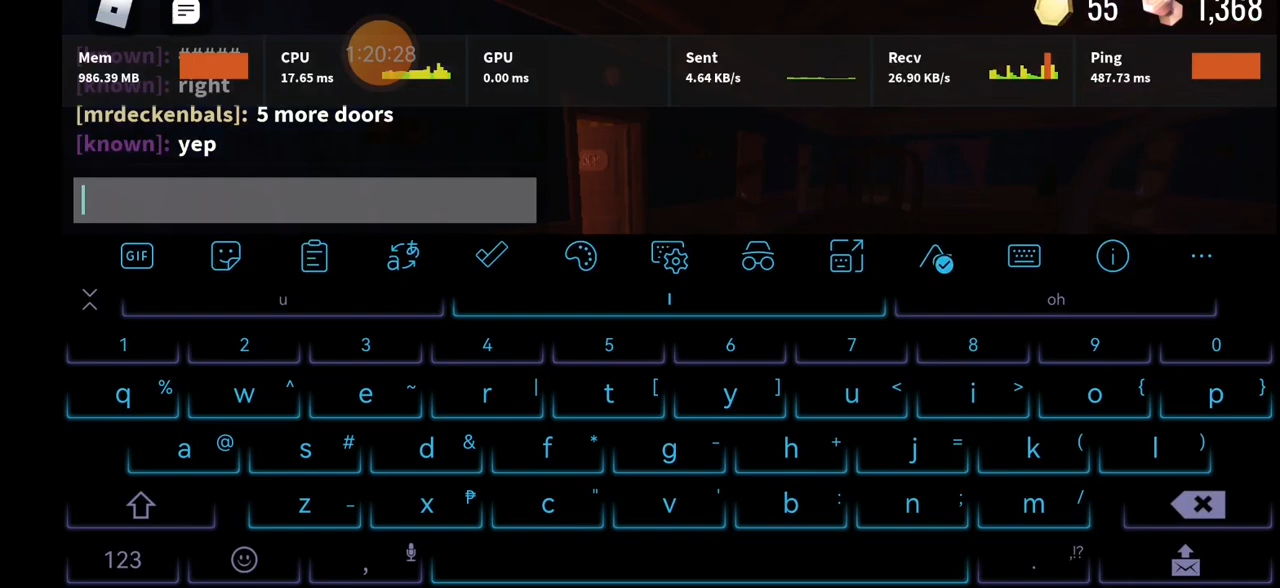 55 1,368
[known]: #####
Mem CPU 1:20:28 GPU Sent Recv Ping
986.39 MB 17.65 ms 0.00 ms 4.64 KB/s 26.90 KB/s 487.73 ms
[known]: right
[mrdeckenbals]: 5 more doors
[known]: yep
GIF
u I oh
1 2 3 4 5 6 7 8 9 0
q % w ^ e ~ r | t [ y ] u < i > o { p }
a @ s # d & f * g - h + j = k ( l )
z _ x ₱ c " v ' b : n ; m /
123 , . ,!?